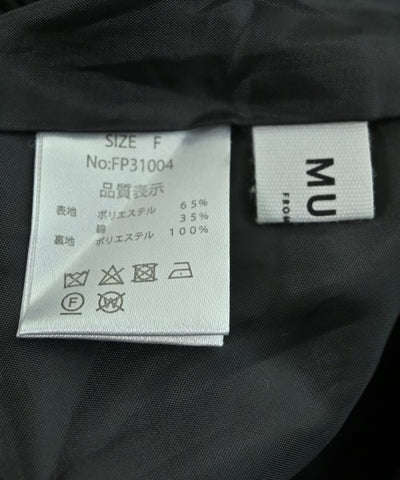 SIZE F
No:FP31004
品質表示
表地 ポリエステル 65%
綿 35%
裏地 ポリエステル 100%
F
W
MU
FROM